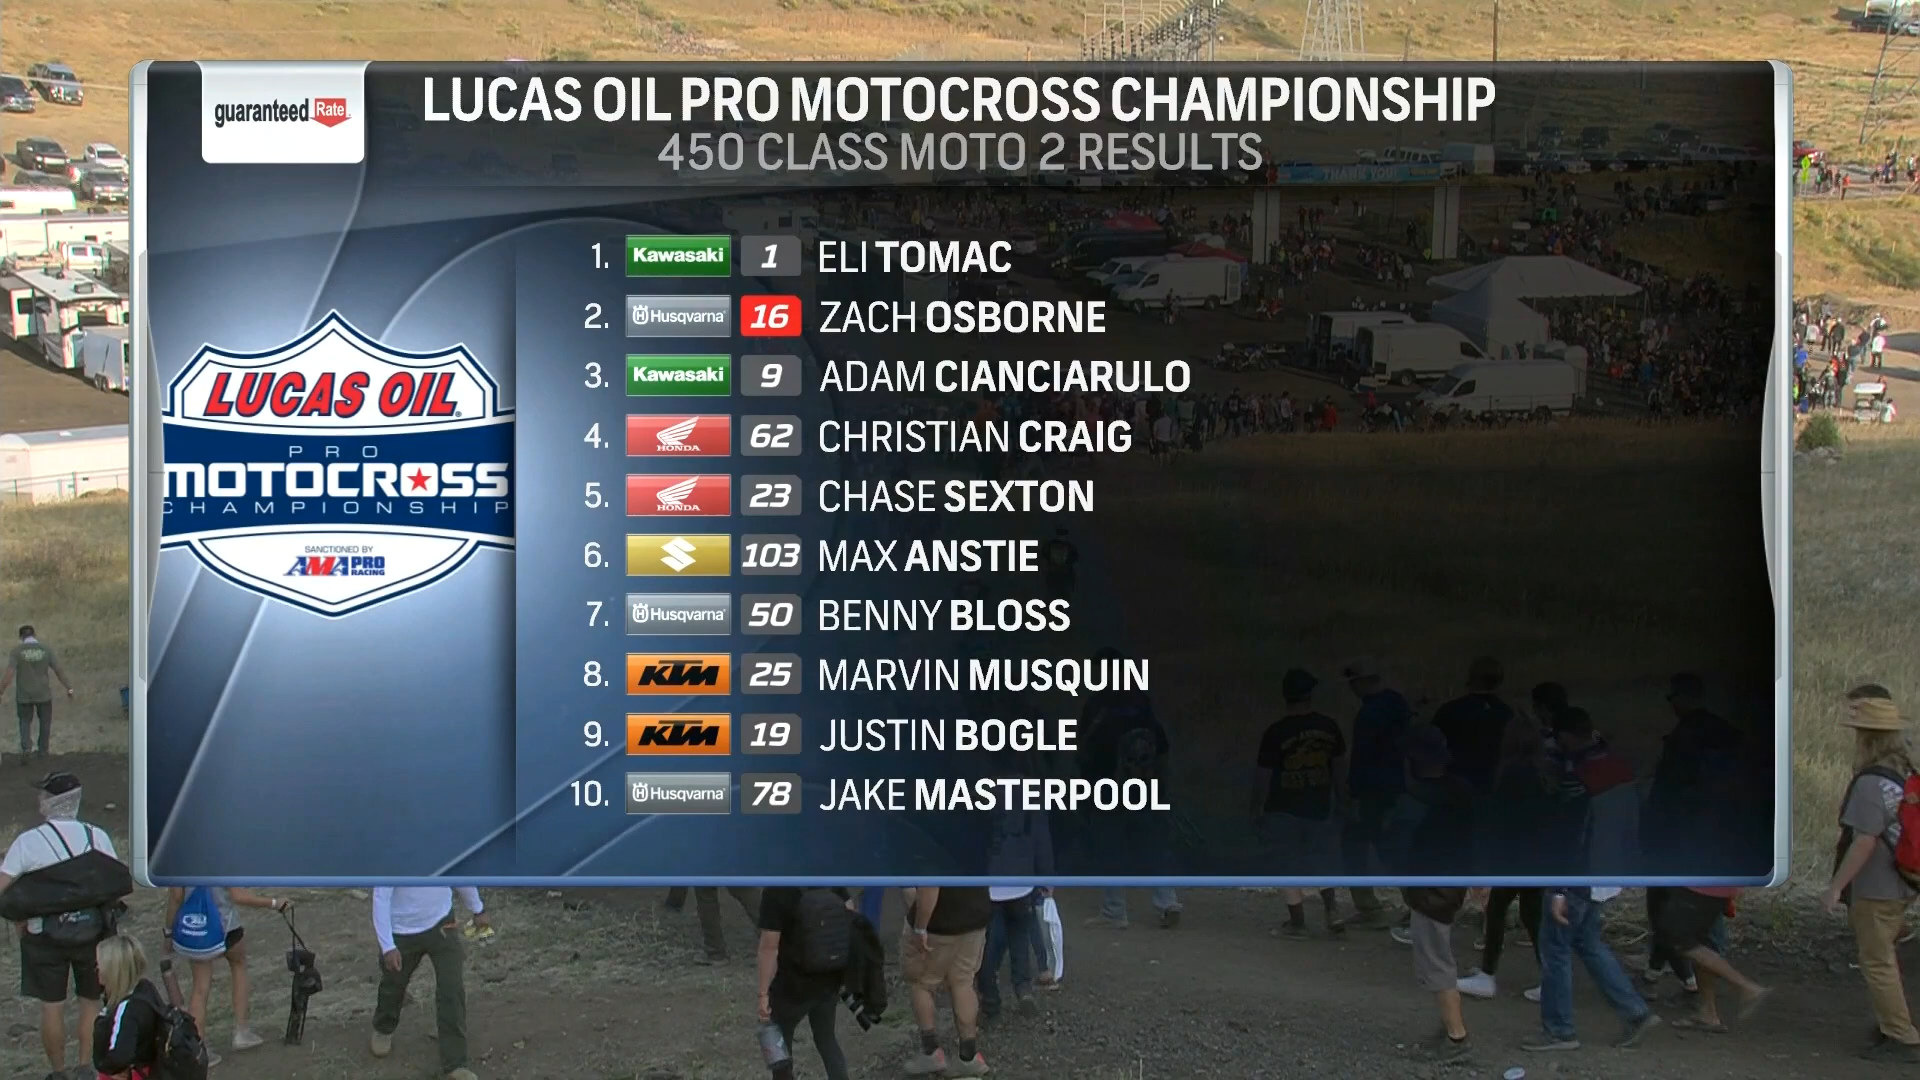 guaranteed Rate
LUCAS OIL PRO MOTOCROSS CHAMPIONSHIP
450 CLASS MOTO 2 RESULTS
THANK YOU!
LUCAS OIL
PRO
MOTOCROSS
CHAMPIONSHIP
SANCTIONED BY
AMA PRO
RACING
1. Kawasaki 1 ELI TOMAC
2. Husqvarna 16 ZACH OSBORNE
3. Kawasaki 9 ADAM CIANCIARULO
4. HONDA 62 CHRISTIAN CRAIG
5. HONDA 23 CHASE SEXTON
6. 103 MAX ANSTIE
7. Husqvarna 50 BENNY BLOSS
8. KTM 25 MARVIN MUSQUIN
9. KTM 19 JUSTIN BOGLE
10. Husqvarna 78 JAKE MASTERPOOL